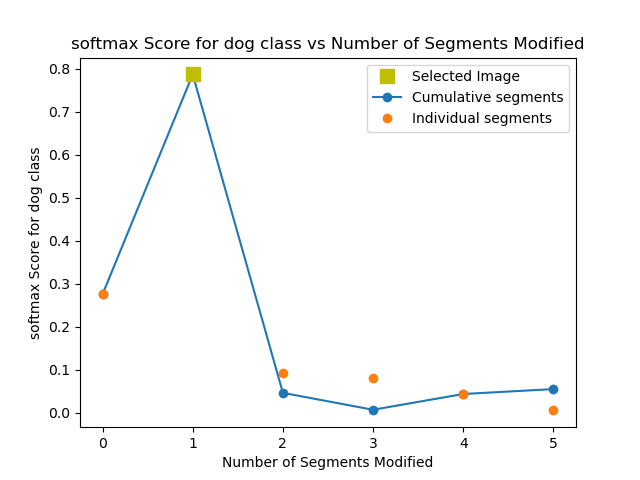 softmax Score for dog class vs Number of Segments Modified
softmax Score for dog class
0.8
0.7
0.6
0.5
0.4
0.3
0.2
0.1
0.0
Selected Image
Cumulative segments
Individual segments
0 1 2 3 4 5
Number of Segments Modified